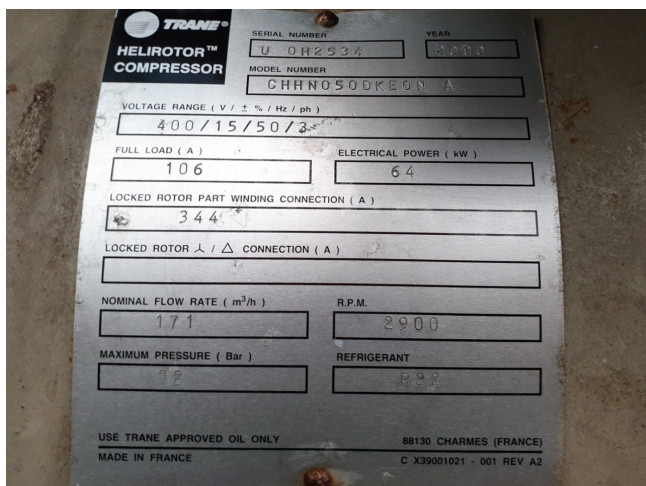 TRANE®
HELIROTOR™
COMPRESSOR
SERIAL NUMBER
U 0H2534
YEAR
2000
MODEL NUMBER
CHHN050DKE0N A
VOLTAGE RANGE ( V / ± % / Hz / ph )
400/15/50/3
FULL LOAD ( A )
106
ELECTRICAL POWER ( kW )
64
LOCKED ROTOR PART WINDING CONNECTION ( A )
344
LOCKED ROTOR ⅄ / △ CONNECTION ( A )
NOMINAL FLOW RATE ( m³/h )
171
R.P.M.
2900
MAXIMUM PRESSURE ( Bar )
32
REFRIGERANT
R22
USE TRANE APPROVED OIL ONLY
88130 CHARMES (FRANCE)
MADE IN FRANCE
C X39001021 - 001 REV A2